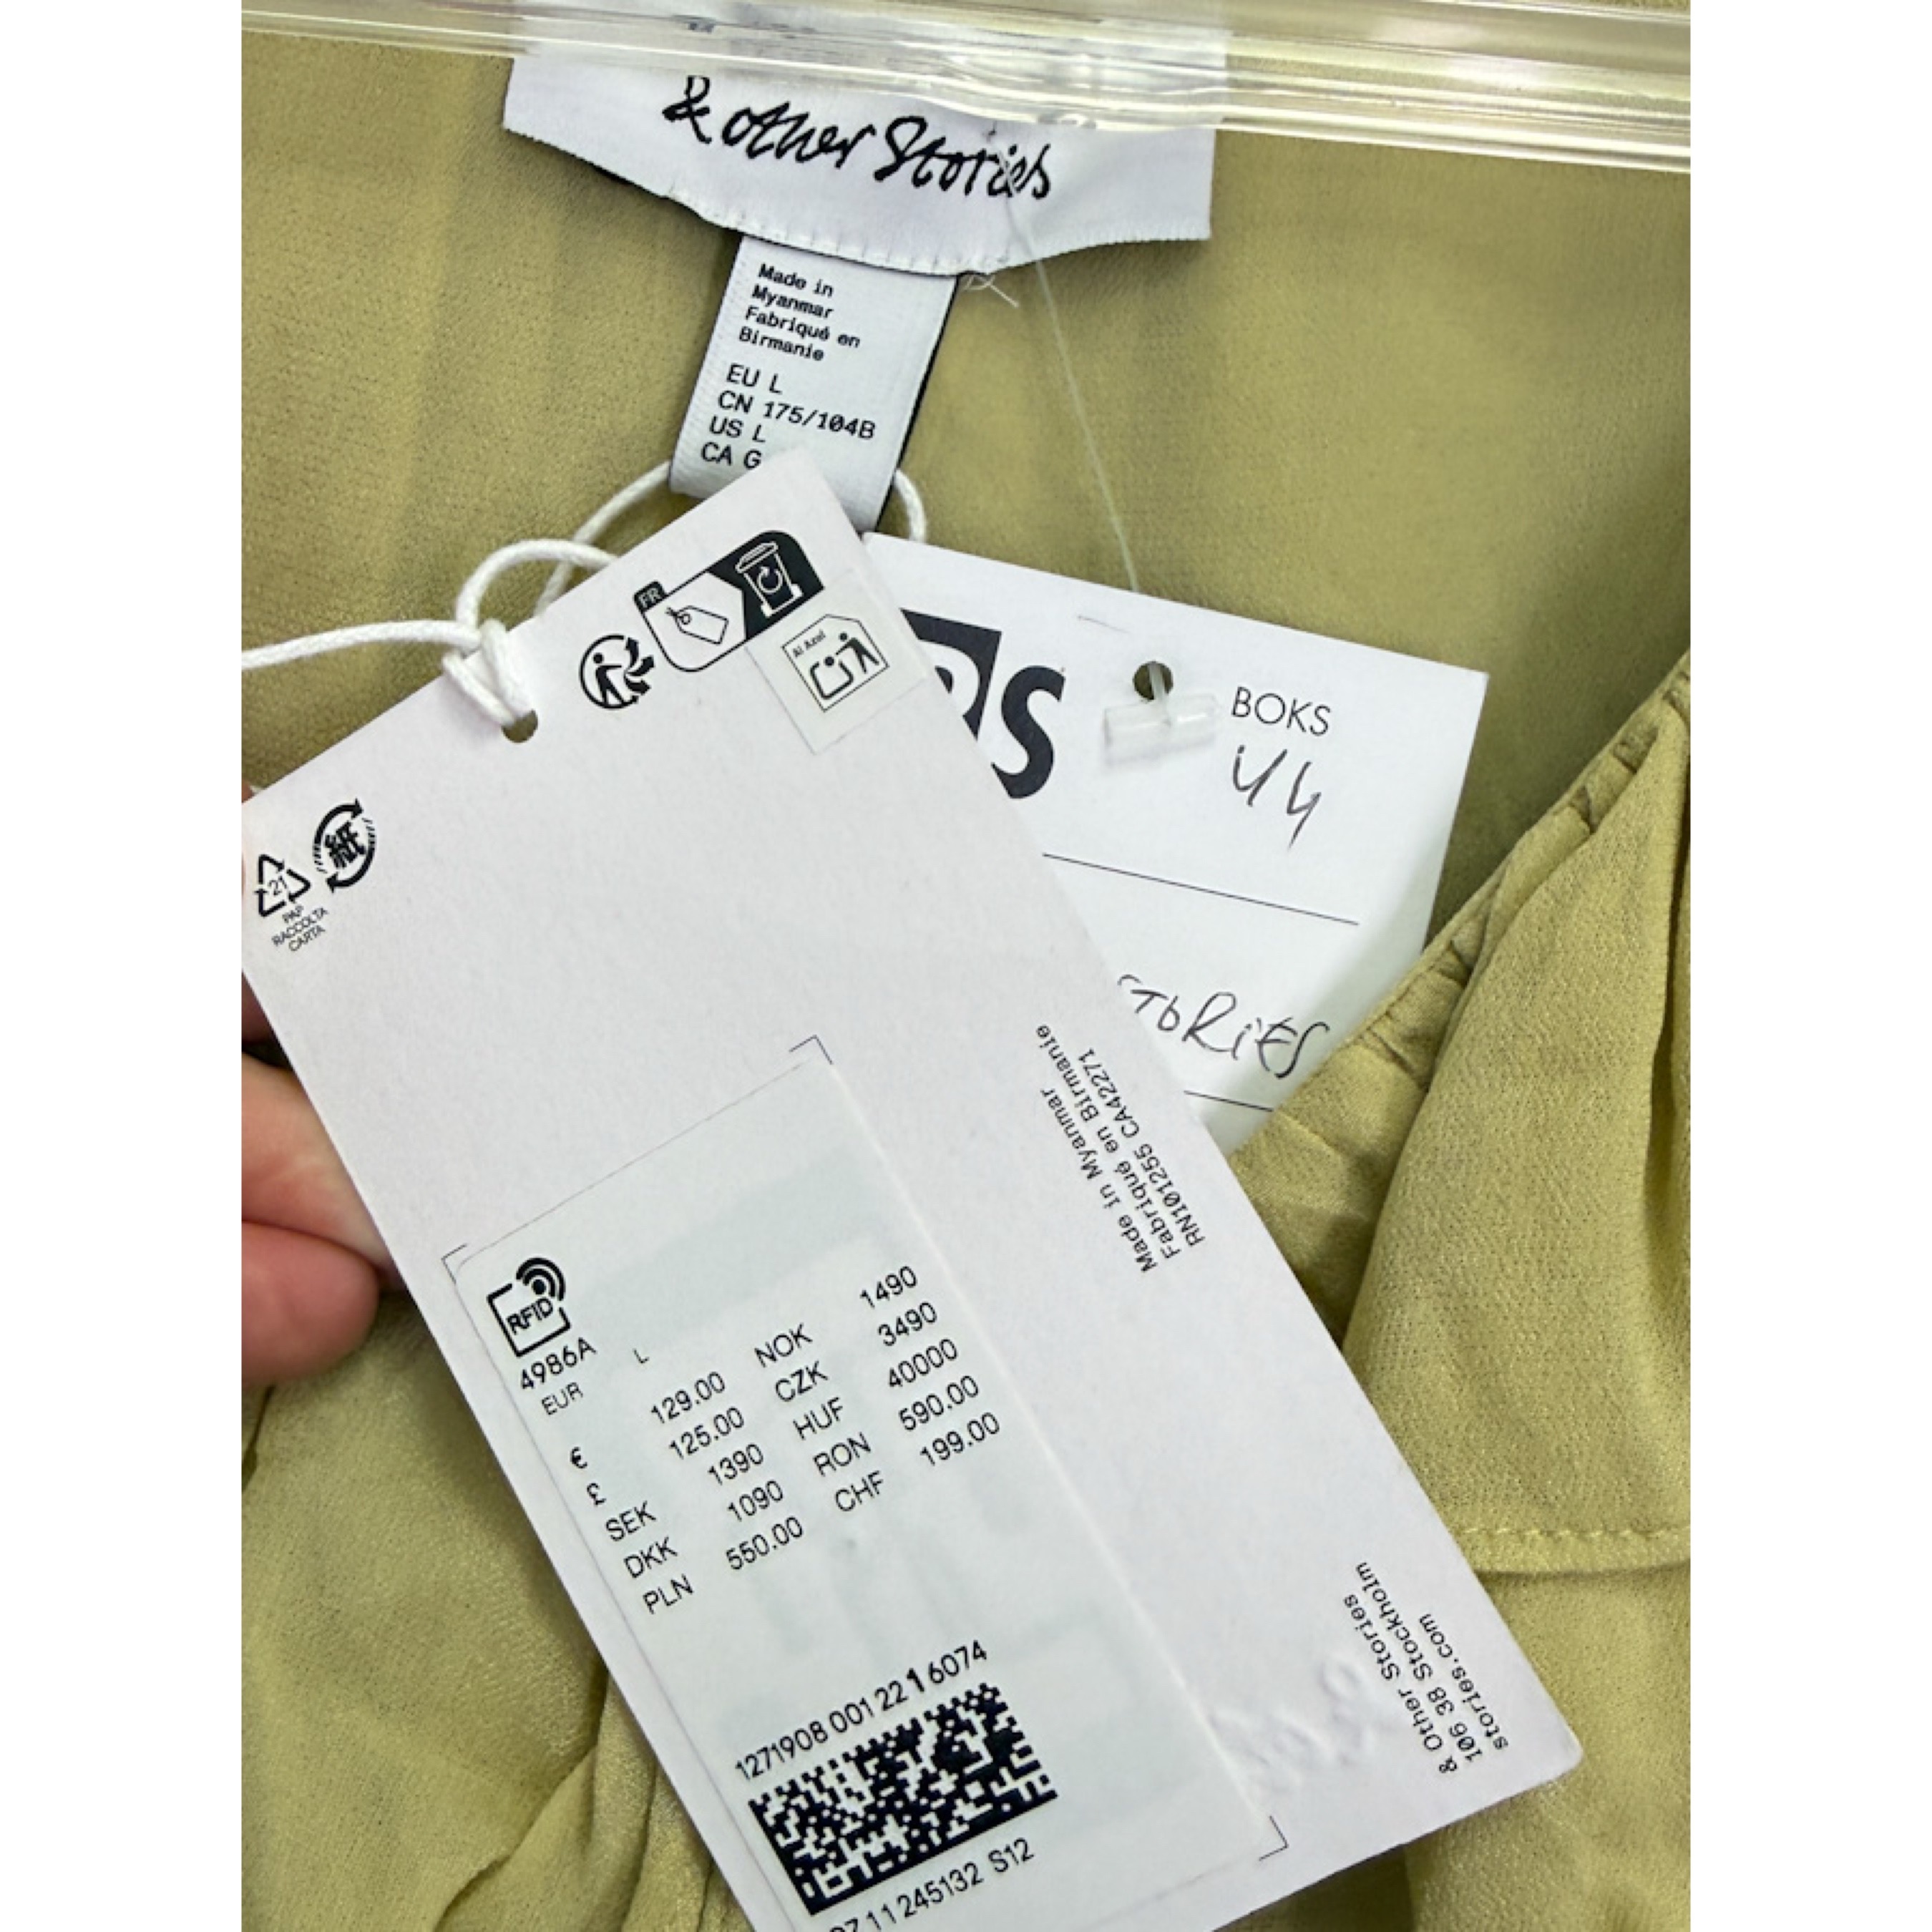 & other Stories
Made in
Myanmar
Fabriqué en
Birmanie
EU L
CN 175/104B
US L
CA G
FR
Al Azul
S
BOKS
21
PAP
RACCOLTA
CARTA
紙
STORIES
Made in Myanmar
Fabriqué en Birmanie
RN101255 CA42271
RFID
4986A L
EUR
€ 129.00 NOK 1490
£ 125.00 CZK 3490
SEK 1390 HUF 40000
DKK 1090 RON 590.00
PLN 550.00 CHF 199.00
1271908 001 22 1 6074
11 245132 S12
& Other Stories
106 38 Stockholm
stories.com